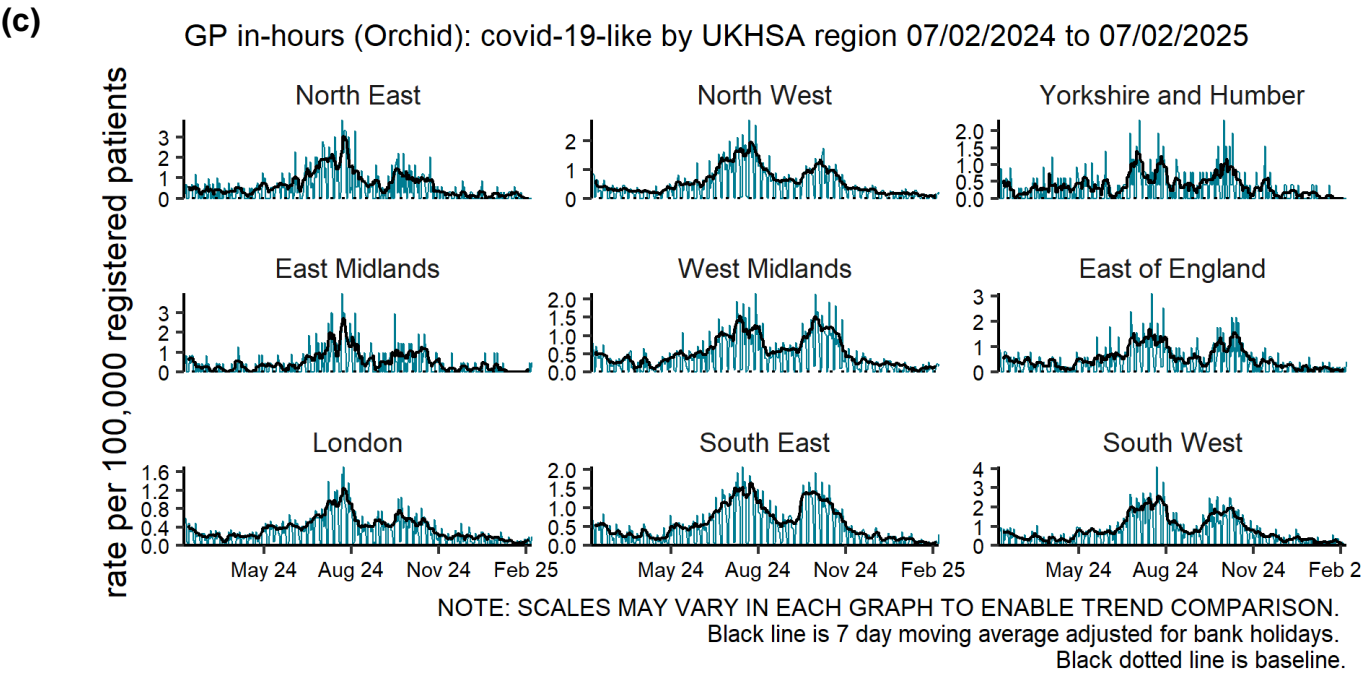 (c)
GP in-hours (Orchid): covid-19-like by UKHSA region 07/02/2024 to 07/02/2025
rate per 100,000 registered patients
North East
North West
Yorkshire and Humber
3
2
1
0
2
1
0
2.0
1.5
1.0
0.5
0.0
East Midlands
West Midlands
East of England
3
2
1
0
2.0
1.5
1.0
0.5
0.0
3
2
1
0
London
South East
South West
1.6
1.2
0.8
0.4
0.0
2.0
1.5
1.0
0.5
0.0
4
3
2
1
0
May 24 Aug 24 Nov 24 Feb 25
May 24 Aug 24 Nov 24 Feb 25
May 24 Aug 24 Nov 24 Feb 2
NOTE: SCALES MAY VARY IN EACH GRAPH TO ENABLE TREND COMPARISON.
Black line is 7 day moving average adjusted for bank holidays.
Black dotted line is baseline.